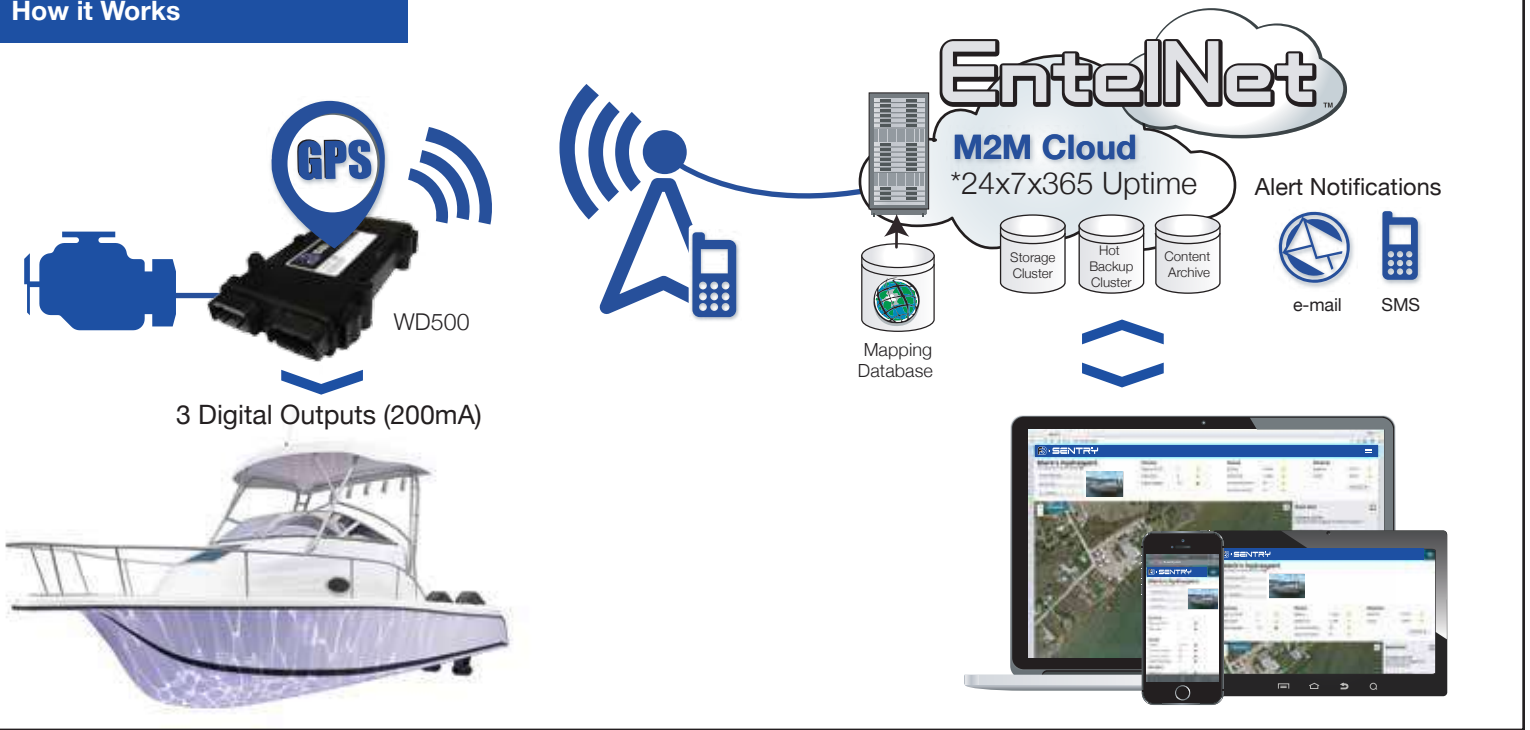 How it Works
GPS
WD500
3 Digital Outputs (200mA)
EntelNet
TM
M2M Cloud
*24x7x365 Uptime
Storage
Cluster
Hot
Backup
Cluster
Content
Archive
Mapping
Database
Alert Notifications
e-mail
SMS
SENTRY
SENTRY
SENTRY